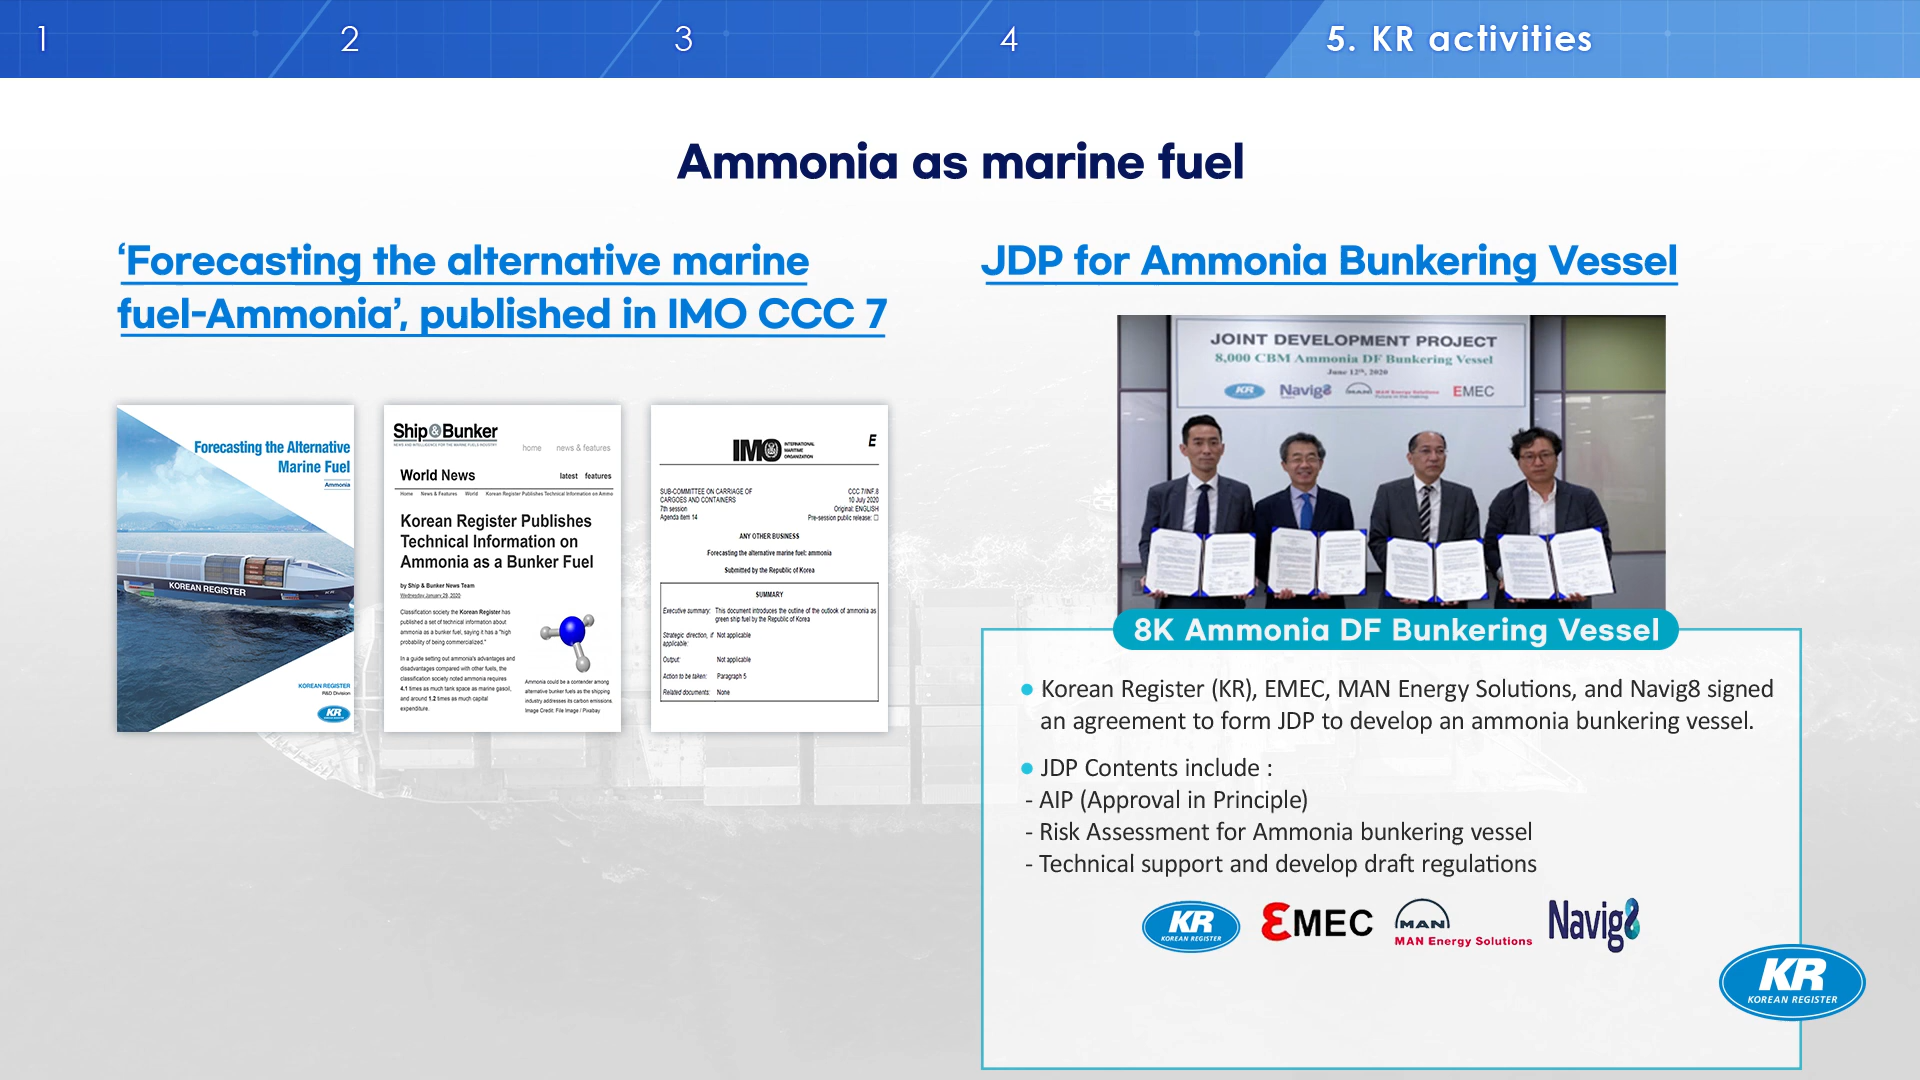 1
2
3
4
5. KR activities
Ammonia as marine fuel
‘Forecasting the alternative marine
fuel-Ammonia’, published in IMO CCC 7
Forecasting the Alternative
Marine Fuel
Ammonia
KOREAN REGISTER
KOREAN REGISTER
R&D Division
KR
Ship & Bunker
NEWS AND INTELLIGENCE FOR THE MARINE FUELS INDUSTRY
home news & features
World News
latest features
Home News & Features World Korean Register Publishes Technical Information on Ammo
Korean Register Publishes
Technical Information on
Ammonia as a Bunker Fuel
by Ship & Bunker News Team
Wednesday January 29, 2020
Classification society the Korean Register has
published a set of technical information about
ammonia as a bunker fuel, saying it has a "high
probability of being commercialized."
In a guide setting out ammonia's advantages and
disadvantages compared with other fuels, the
classification society noted ammonia requires
4.1 times as much tank space as marine gasoil,
and around 1.2 times as much capital
expenditure.
Ammonia could be a contender among
alternative bunker fuels as the shipping
industry addresses its carbon emissions.
Image Credit: File Image / Pixabay
IMO
INTERNATIONAL
MARITIME
ORGANIZATION
E
SUB-COMMITTEE ON CARRIAGE OF
CARGOES AND CONTAINERS
7th session
Agenda item 14
CCC 7/INF.8
10 July 2020
Original: ENGLISH
Pre-session public release: ☐
ANY OTHER BUSINESS
Forecasting the alternative marine fuel: ammonia
Submitted by the Republic of Korea
SUMMARY
Executive summary: This document introduces the outline of the outlook of ammonia as
green ship fuel by the Republic of Korea
Strategic direction, if Not applicable
applicable:
Output: Not applicable
Action to be taken: Paragraph 5
Related documents: None
JDP for Ammonia Bunkering Vessel
JOINT DEVELOPMENT PROJECT
8,000 CBM Ammonia DF Bunkering Vessel
June 12th, 2020
KR Navig8 MAN MAN Energy Solutions EMEC
8K Ammonia DF Bunkering Vessel
● Korean Register (KR), EMEC, MAN Energy Solutions, and Navig8 signed
an agreement to form JDP to develop an ammonia bunkering vessel.
● JDP Contents include :
- AIP (Approval in Principle)
- Risk Assessment for Ammonia bunkering vessel
- Technical support and develop draft regulations
KR
KOREAN REGISTER
EMEC
MAN
MAN Energy Solutions
Navig8
KR
KOREAN REGISTER